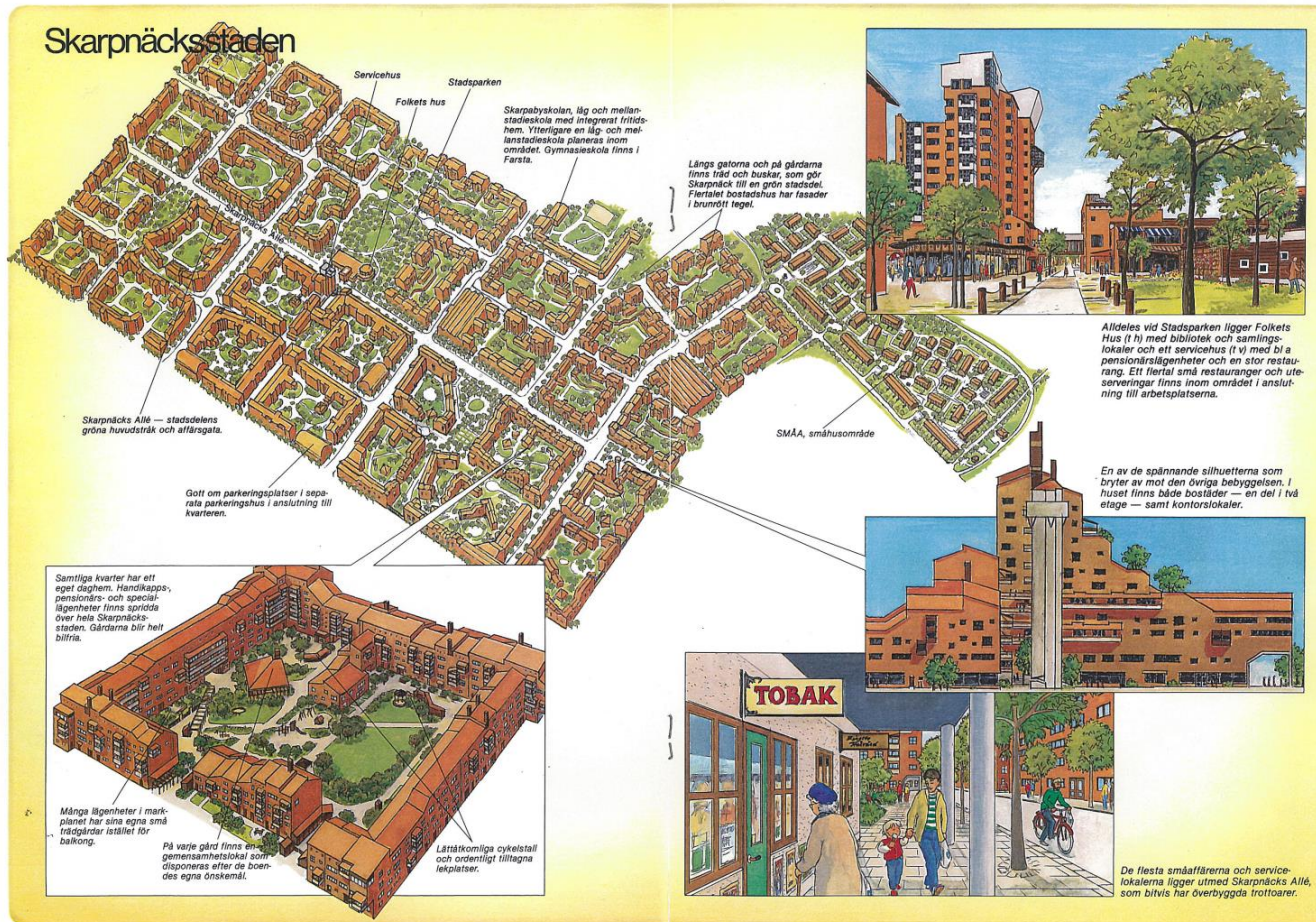 Skarpnäcksstaden
Servicehus
Stadsparken
Folkets hus
Skarpabyskolan, låg och mellan-
stadieskola med integrerat fritids-
hem. Ytterligare en låg- och mel-
lanstadieskola planeras inom
området. Gymnasieskola finns i
Farsta.
Längs gatorna och på gårdarna
finns träd och buskar, som gör
Skarpnäck till en grön stadsdel.
Flertalet bostadshus har fasader
i brunrött tegel.
Skarpnäcks Allé
Alldeles vid Stadsparken ligger Folkets
Hus (t h) med bibliotek och samlings-
lokaler och ett servicehus (t v) med bl a
pensionärslägenheter och en stor restau-
rang. Ett flertal små restauranger och ute-
serveringar finns inom området i anslut-
ning till arbetsplatserna.
Skarpnäcks Allé — stadsdelens
gröna huvudstråk och affärsgata.
SMÅA, småhusområde
Gott om parkeringsplatser i sepa-
rata parkeringshus i anslutning till
kvarteren.
En av de spännande silhuetterna som
bryter av mot den övriga bebyggelsen. I
huset finns både bostäder — en del i två
etage — samt kontorslokaler.
Samtliga kvarter har ett
eget daghem. Handikapps-,
pensionärs- och special-
lägenheter finns spridda
över hela Skarpnäcks-
staden. Gårdarna blir helt
bilfria.
Många lägenheter i mark-
planet har sina egna små
trädgårdar istället för
balkong.
På varje gård finns en
gemensamhetslokal som
disponeras efter de boen-
des egna önskemål.
Lättåtkomliga cykelstall
och ordentligt tilltagna
lekplatser.
TOBAK
De flesta småaffärerna och service-
lokalerna ligger utmed Skarpnäcks Allé,
som bitvis har överbyggda trottoarer.